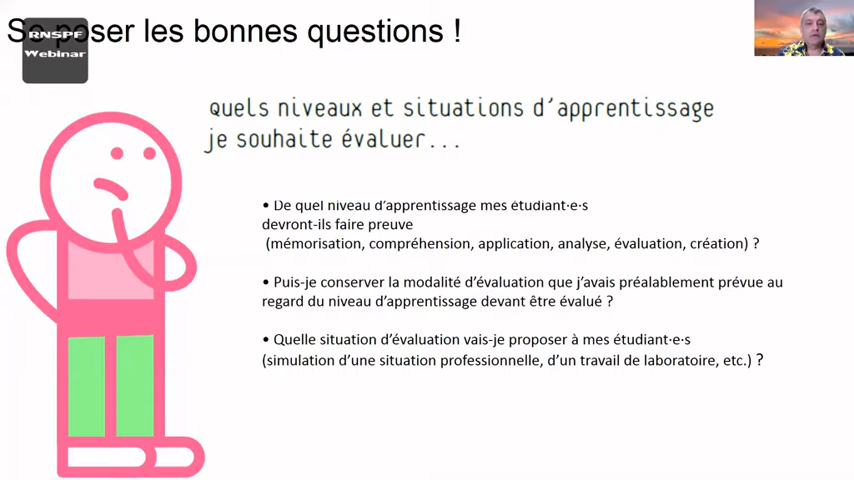 Se poser les bonnes questions !
RNSPF
Webinar
Quels niveaux et situations d'apprentissage
je souhaite évaluer...
• De quel niveau d'apprentissage mes étudiant·e·s
devront-ils faire preuve
(mémorisation, compréhension, application, analyse, évaluation, création) ?
• Puis-je conserver la modalité d'évaluation que j'avais préalablement prévue au
regard du niveau d'apprentissage devant être évalué ?
• Quelle situation d'évaluation vais-je proposer à mes étudiant·e·s
(simulation d'une situation professionnelle, d'un travail de laboratoire, etc.) ?